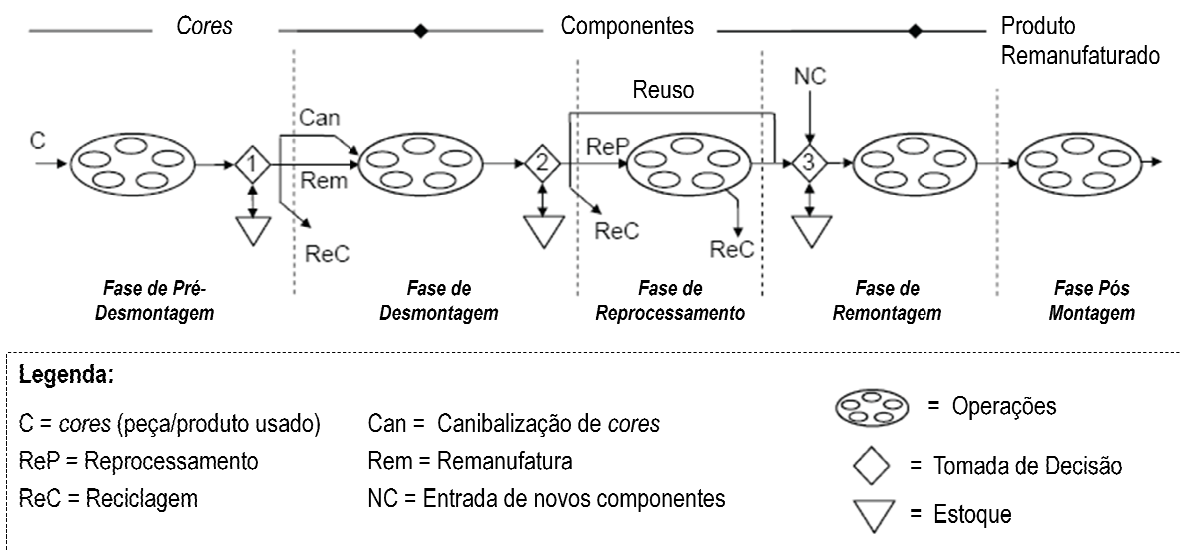 Cores
Componentes
Produto
Remanufaturado
NC
Reuso
C
Can
ReP
1
2
3
Rem
ReC
ReC
ReC
Fase de Pré-
Desmontagem
Fase de
Desmontagem
Fase de
Reprocessamento
Fase de
Remontagem
Fase Pós
Montagem
Legenda:
C = cores (peça/produto usado)
Can = Canibalização de cores
= Operações
ReP = Reprocessamento
Rem = Remanufatura
= Tomada de Decisão
ReC = Reciclagem
NC = Entrada de novos componentes
= Estoque